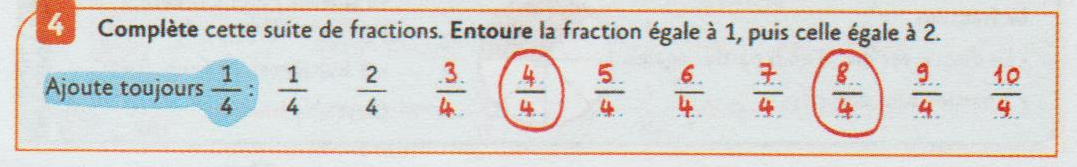 4 Complète cette suite de fractions. Entoure la fraction égale à 1, puis celle égale à 2.
Ajoute toujours 1/4 : 1/4 2/4 3/4 4/4 5/4 6/4 7/4 8/4 9/4 10/4